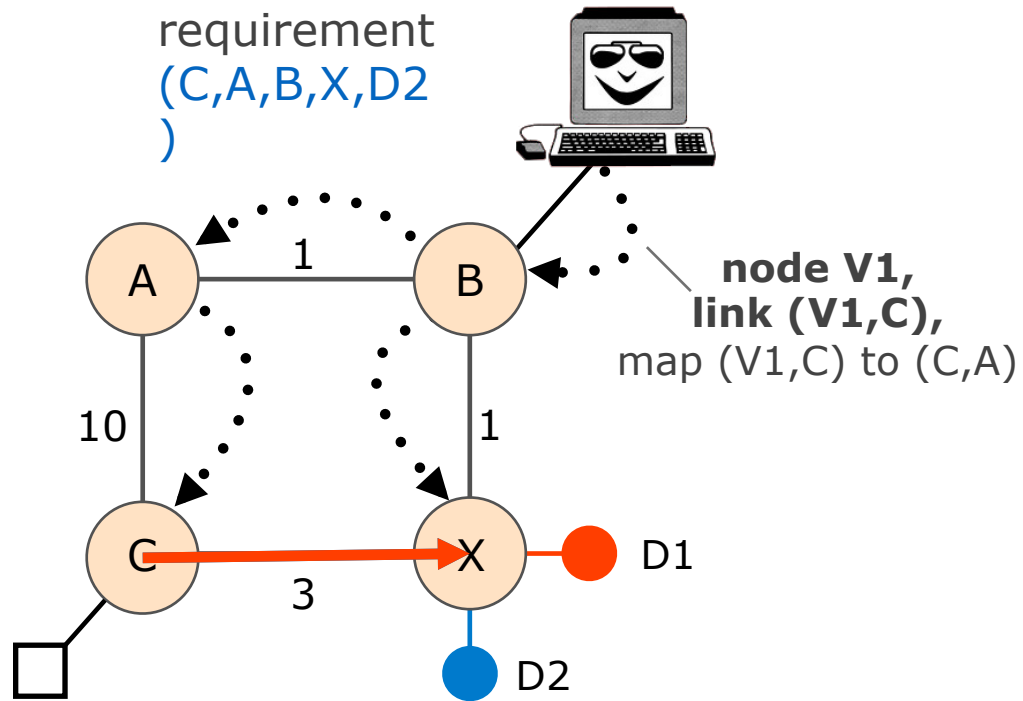 requirement
(C,A,B,X,D2
)
1
A
B
node V1,
link (V1,C),
map (V1,C) to (C,A)
10
1
C
X
D1
3
D2